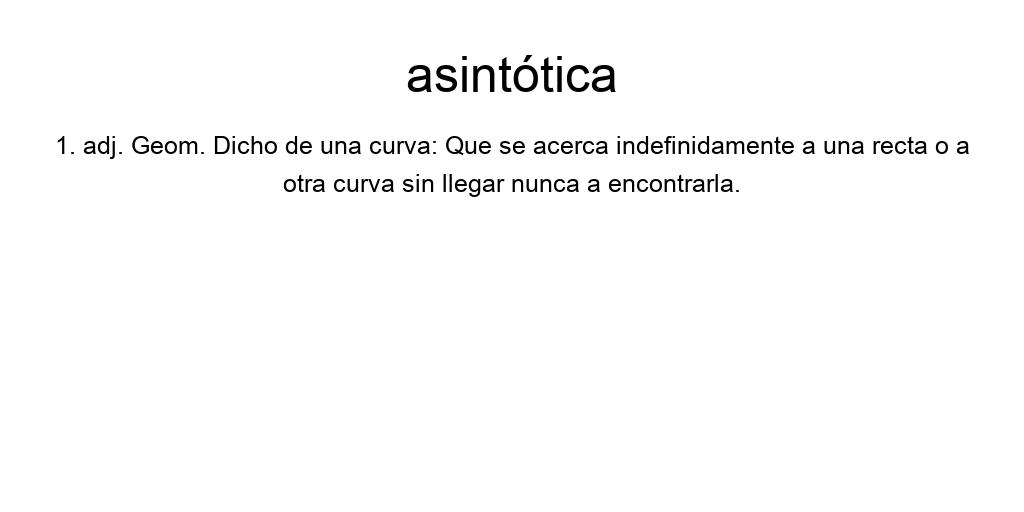 asintótica
1. adj. Geom. Dicho de una curva: Que se acerca indefinidamente a una recta o a
otra curva sin llegar nunca a encontrarla.